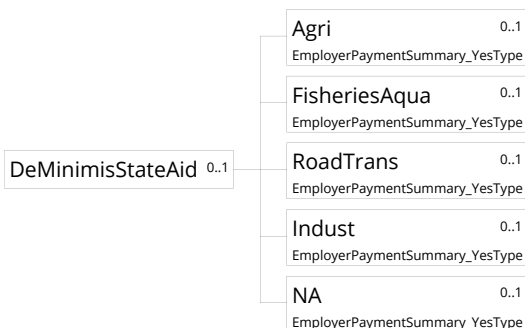 Agri 0..1
EmployerPaymentSummary_YesType
FisheriesAqua 0..1
EmployerPaymentSummary_YesType
DeMinimisStateAid 0..1
RoadTrans 0..1
EmployerPaymentSummary_YesType
Indust 0..1
EmployerPaymentSummary_YesType
NA 0..1
EmployerPaymentSummary_YesType